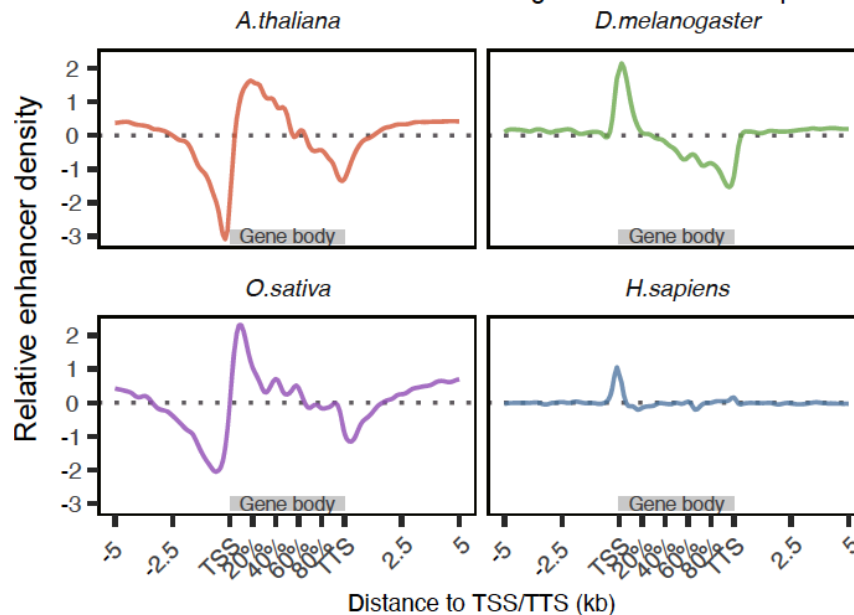 A.thaliana
D.melanogaster
Relative enhancer density
2
1
0
-1
-2
-3
Gene body
Gene body
O.sativa
H.sapiens
2
1
0
-1
-2
-3
Gene body
Gene body
-5
-2.5
TSS
20%
40%
60%
80%
TTS
2.5
5
-5
-2.5
TSS
20%
40%
60%
80%
TTS
2.5
5
Distance to TSS/TTS (kb)